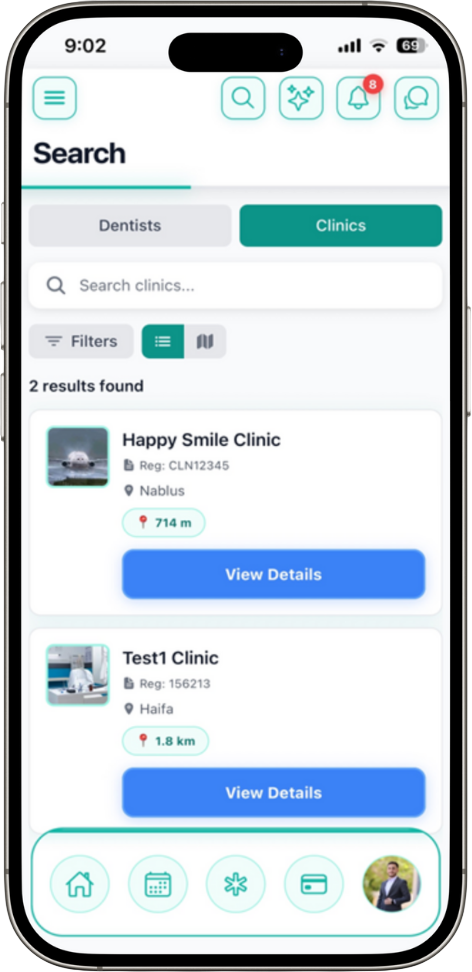 9:02
69
8
Search
Dentists
Clinics
Search clinics...
Filters
2 results found
Happy Smile Clinic
Reg: CLN12345
Nablus
714 m
View Details
Test1 Clinic
Reg: 156213
Haifa
1.8 km
View Details